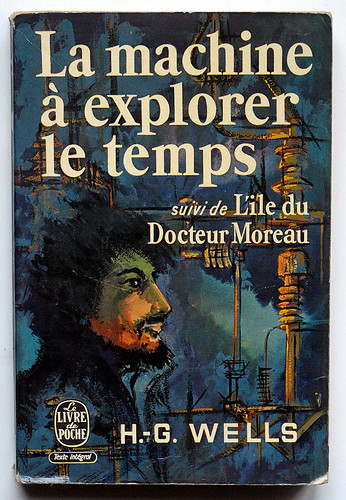 La machine
à explorer
le temps
suivi de L'île du
Docteur Moreau
Le
LIVRE
DE
POCHE
Texte intégral
H.-G. WELLS